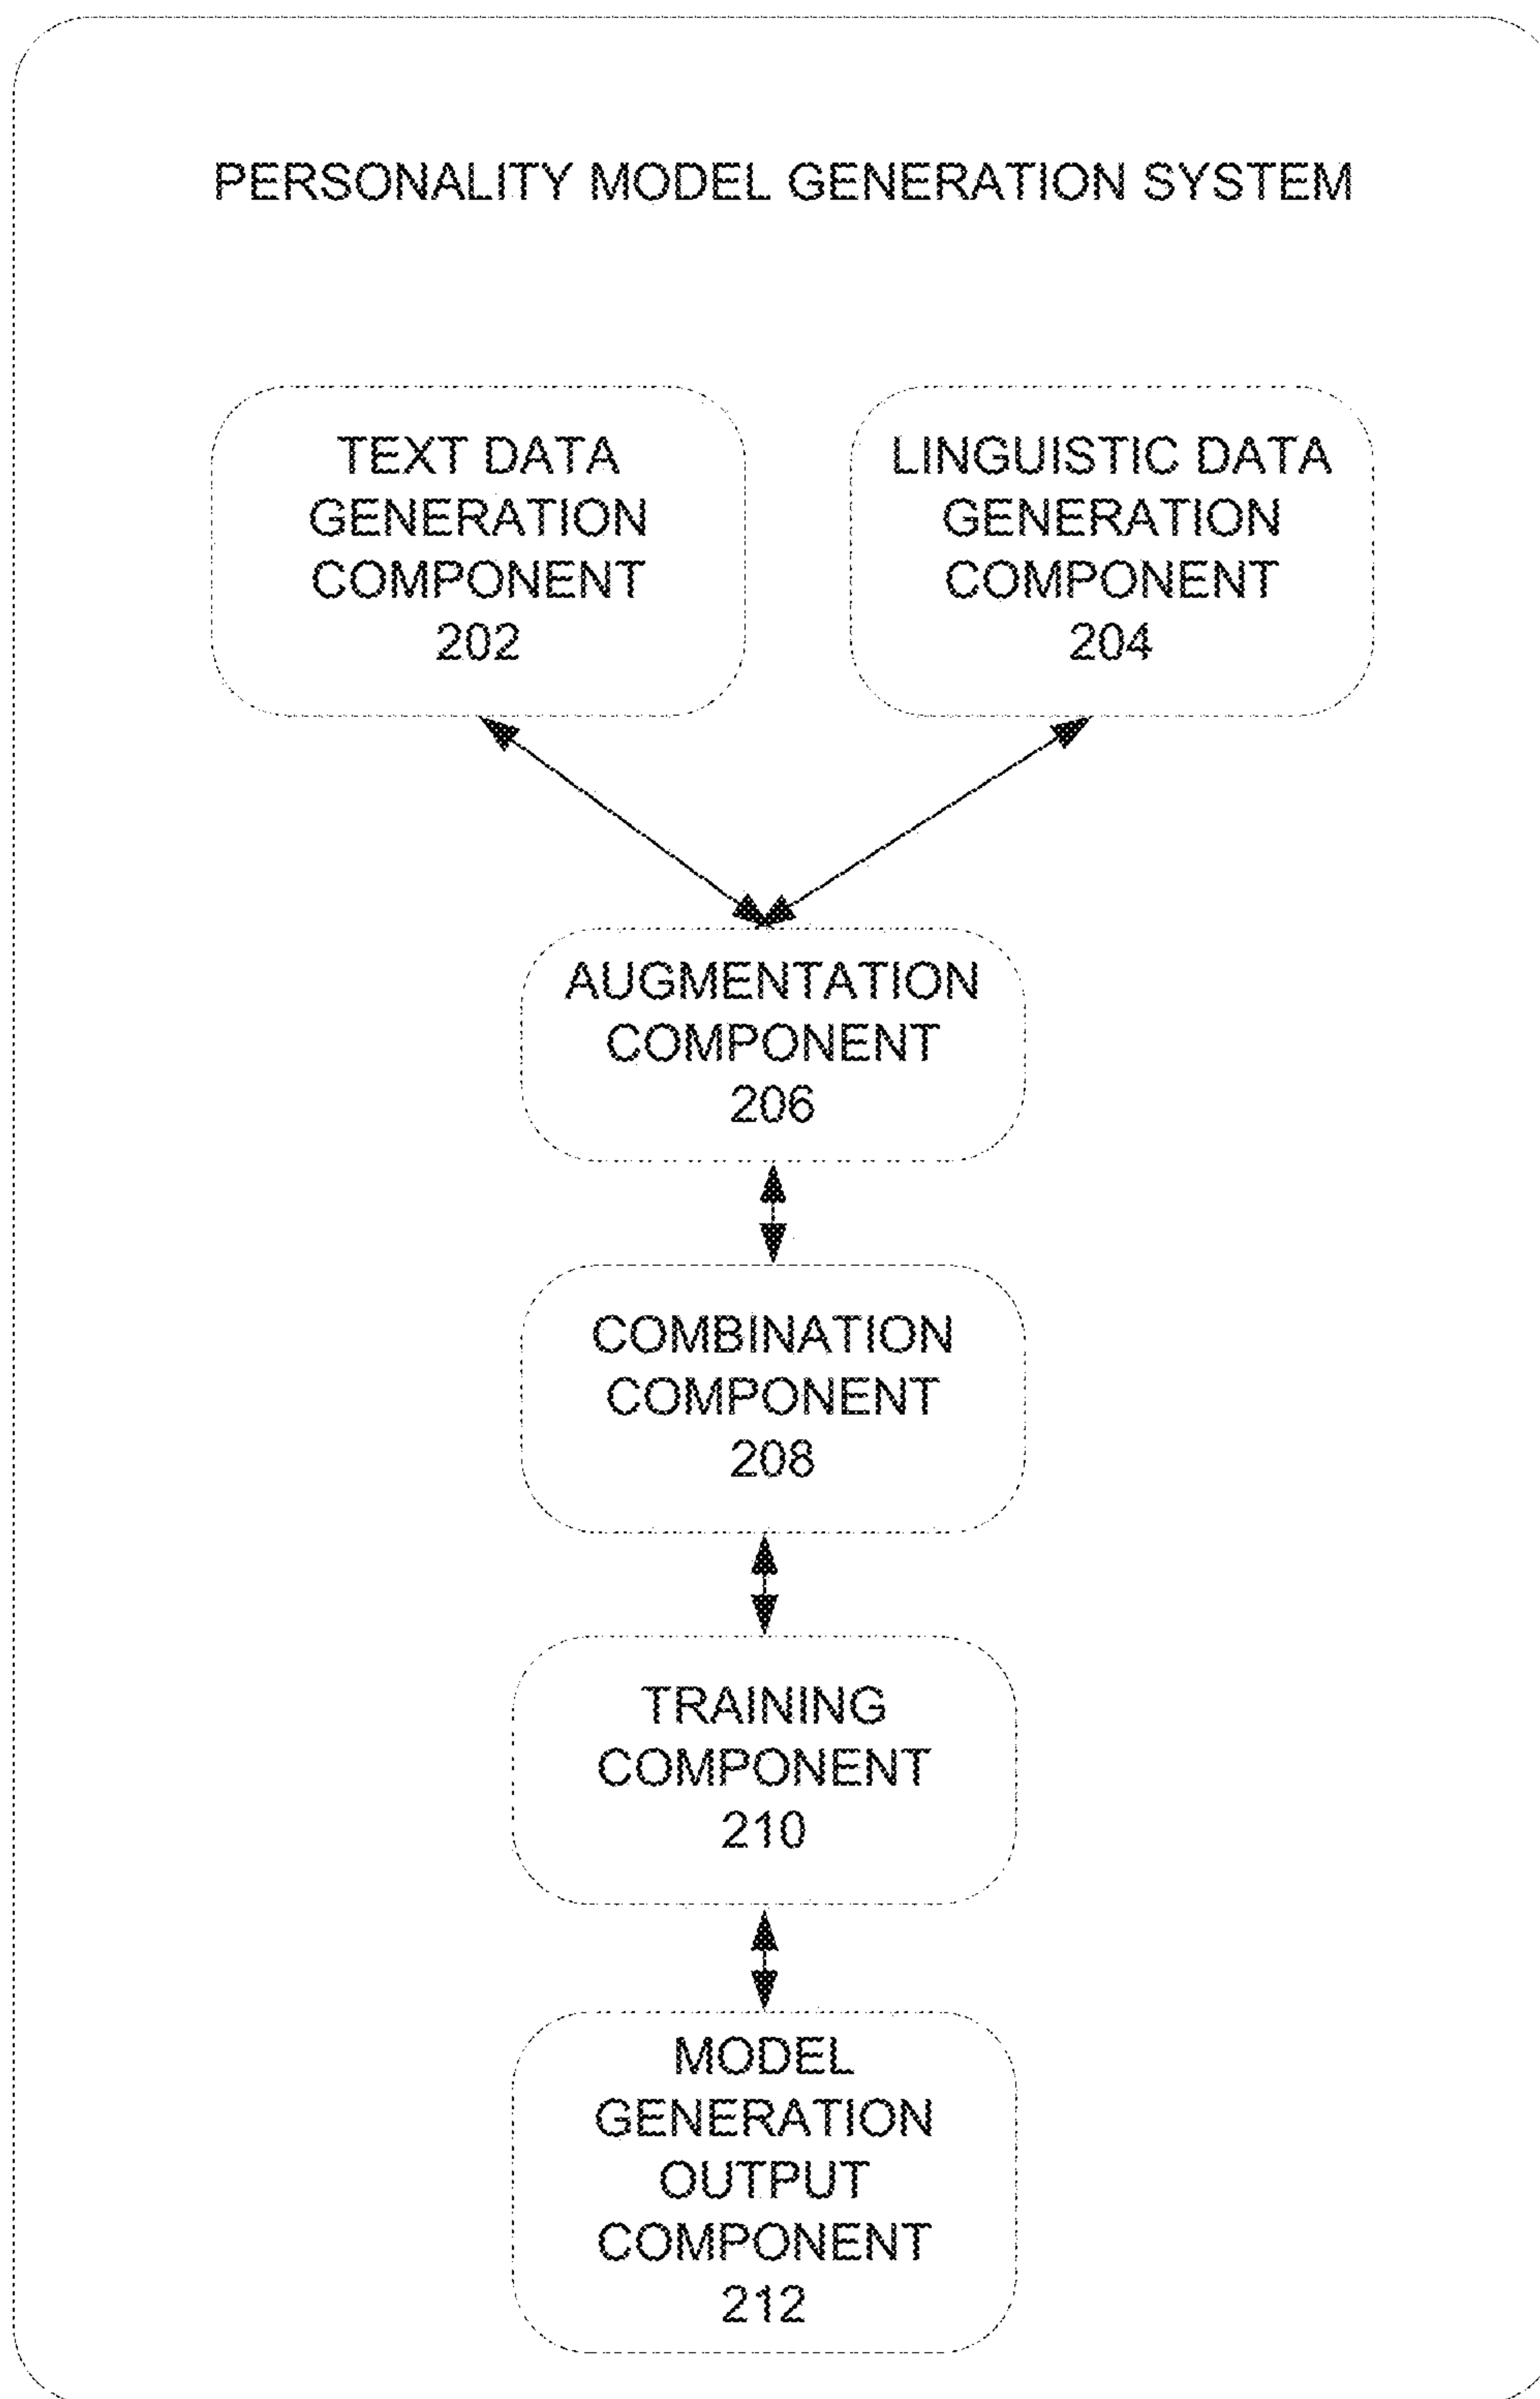 PERSONALITY MODEL GENERATION SYSTEM
TEXT DATA
GENERATION
COMPONENT
202
LINGUISTIC DATA
GENERATION
COMPONENT
204
AUGMENTATION
COMPONENT
206
COMBINATION
COMPONENT
208
TRAINING
COMPONENT
210
MODEL
GENERATION
OUTPUT
COMPONENT
212